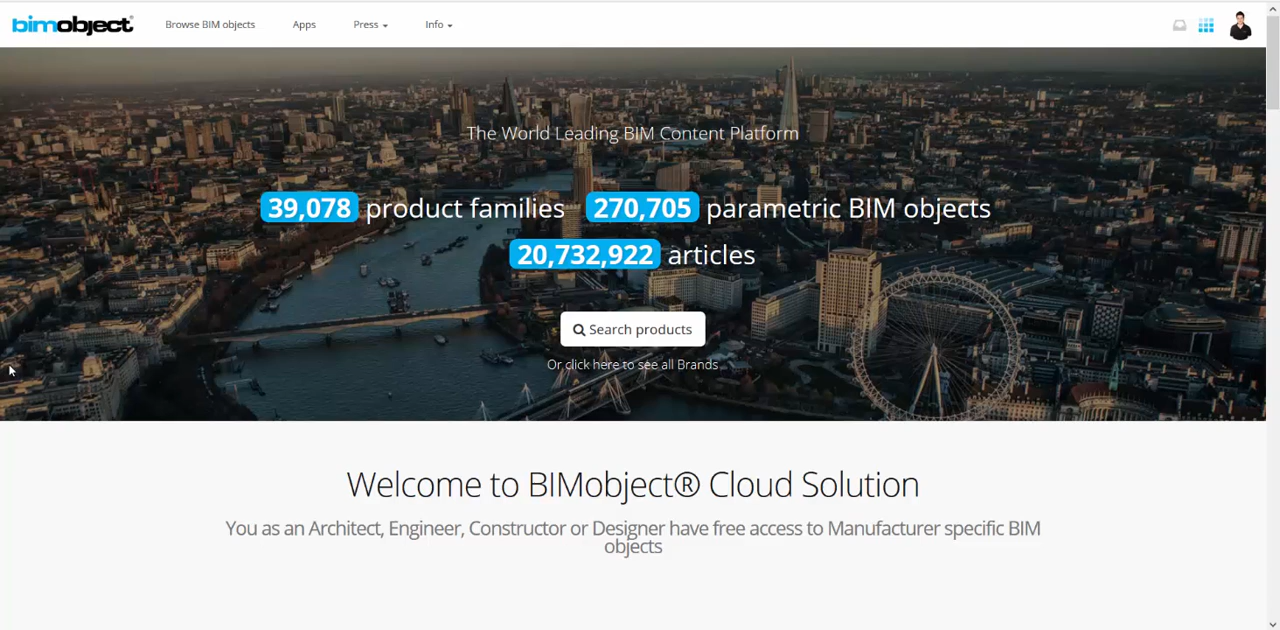 bimobject®
Browse BIM objects
Apps
Press
Info
The World Leading BIM Content Platform
39,078 product families 270,705 parametric BIM objects
20,732,922 articles
Search products
Or click here to see all Brands
Welcome to BIMobject® Cloud Solution
You as an Architect, Engineer, Constructor or Designer have free access to Manufacturer specific BIM
objects